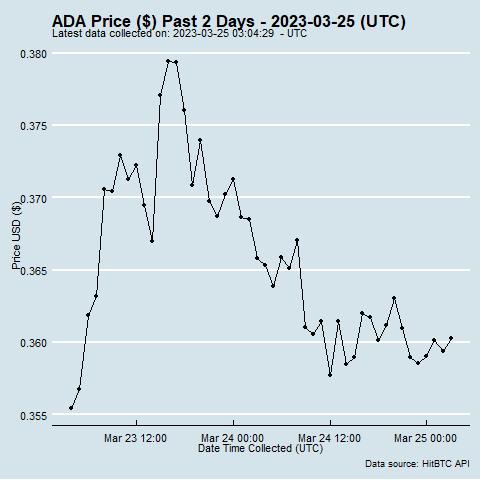 ADA Price ($) Past 2 Days - 2023-03-25 (UTC)
Latest data collected on: 2023-03-25 03:04:29  - UTC
0.380
0.375
0.370
0.365
0.360
0.355
Price USD ($)
Mar 23 12:00
Mar 24 00:00
Mar 24 12:00
Mar 25 00:00
Date Time Collected (UTC)
Data source: HitBTC API